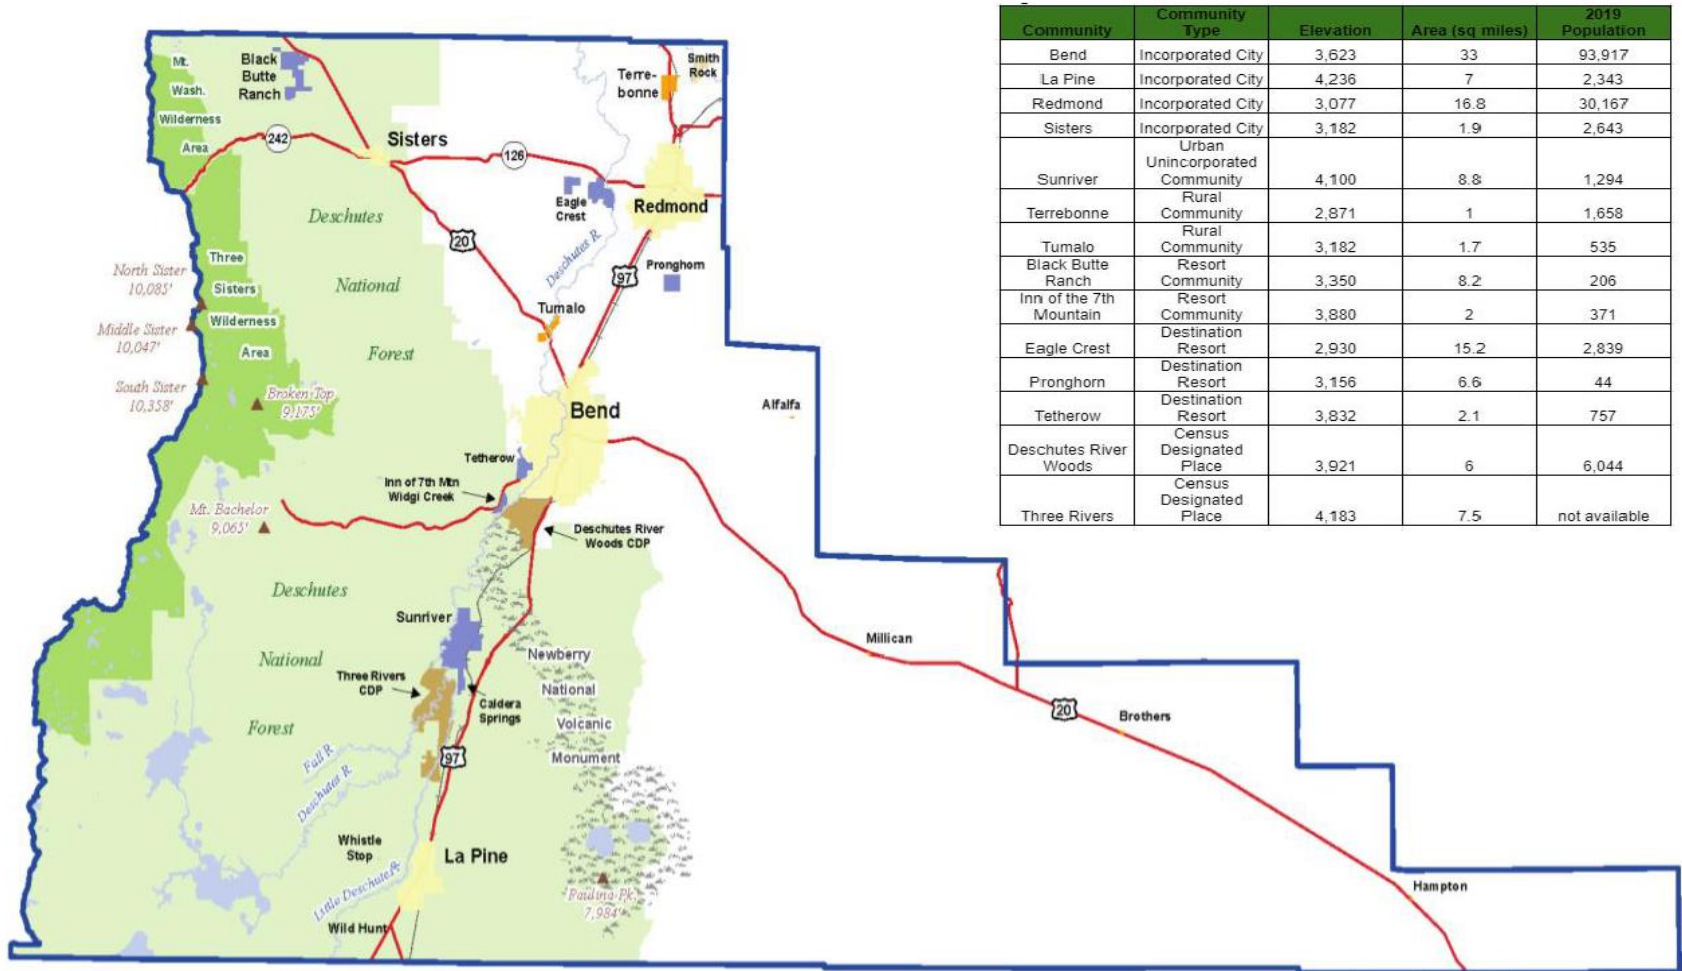 Community	Community Type	Elevation	Area (sq miles)	2019 Population
Bend	Incorporated City	3,623	33	93,917
La Pine	Incorporated City	4,236	7	2,343
Redmond	Incorporated City	3,077	16.8	30,167
Sisters	Incorporated City	3,182	1.9	2,643
Sunriver	Urban Unincorporated Community	4,100	8.8	1,294
Terrebonne	Rural Community	2,871	1	1,658
Tumalo	Rural Community	3,182	1.7	535
Black Butte Ranch	Resort Community	3,350	8.2	206
Inn of the 7th Mountain	Resort Community	3,880	2	371
Eagle Crest	Destination Resort	2,930	15.2	2,839
Pronghorn	Destination Resort	3,156	6.6	44
Tetherow	Destination Resort	3,832	2.1	757
Deschutes River Woods	Census Designated Place	3,921	6	6,044
Three Rivers	Census Designated Place	4,183	7.5	not available
Mt.
Wash.
Wilderness
Area
Black
Butte
Ranch
242
Sisters
126
Terre-
bonne
Smith
Rock
Eagle
Crest
Redmond
Deschutes
National
Forest
20
Deschutes R.
97
Pronghorn
Three
Sisters
Wilderness
Area
North Sister
10,085'
Middle Sister
10,047'
South Sister
10,358'
Broken Top
9,175'
Tumalo
Bend
Alfalfa
Tetherow
Inn of 7th Mtn
Widgi Creek
Mt. Bachelor
9,065'
Deschutes River
Woods CDP
Deschutes
National
Forest
Sunriver
Three Rivers
CDP
Caldera
Springs
Newberry
National
Volcanic
Monument
Millican
20
Brothers
Fall R.
Deschutes R.
97
Whistle
Stop
La Pine
Little Deschutes R.
Paulina Pk.
7,984'
Wild Hunt
Hampton